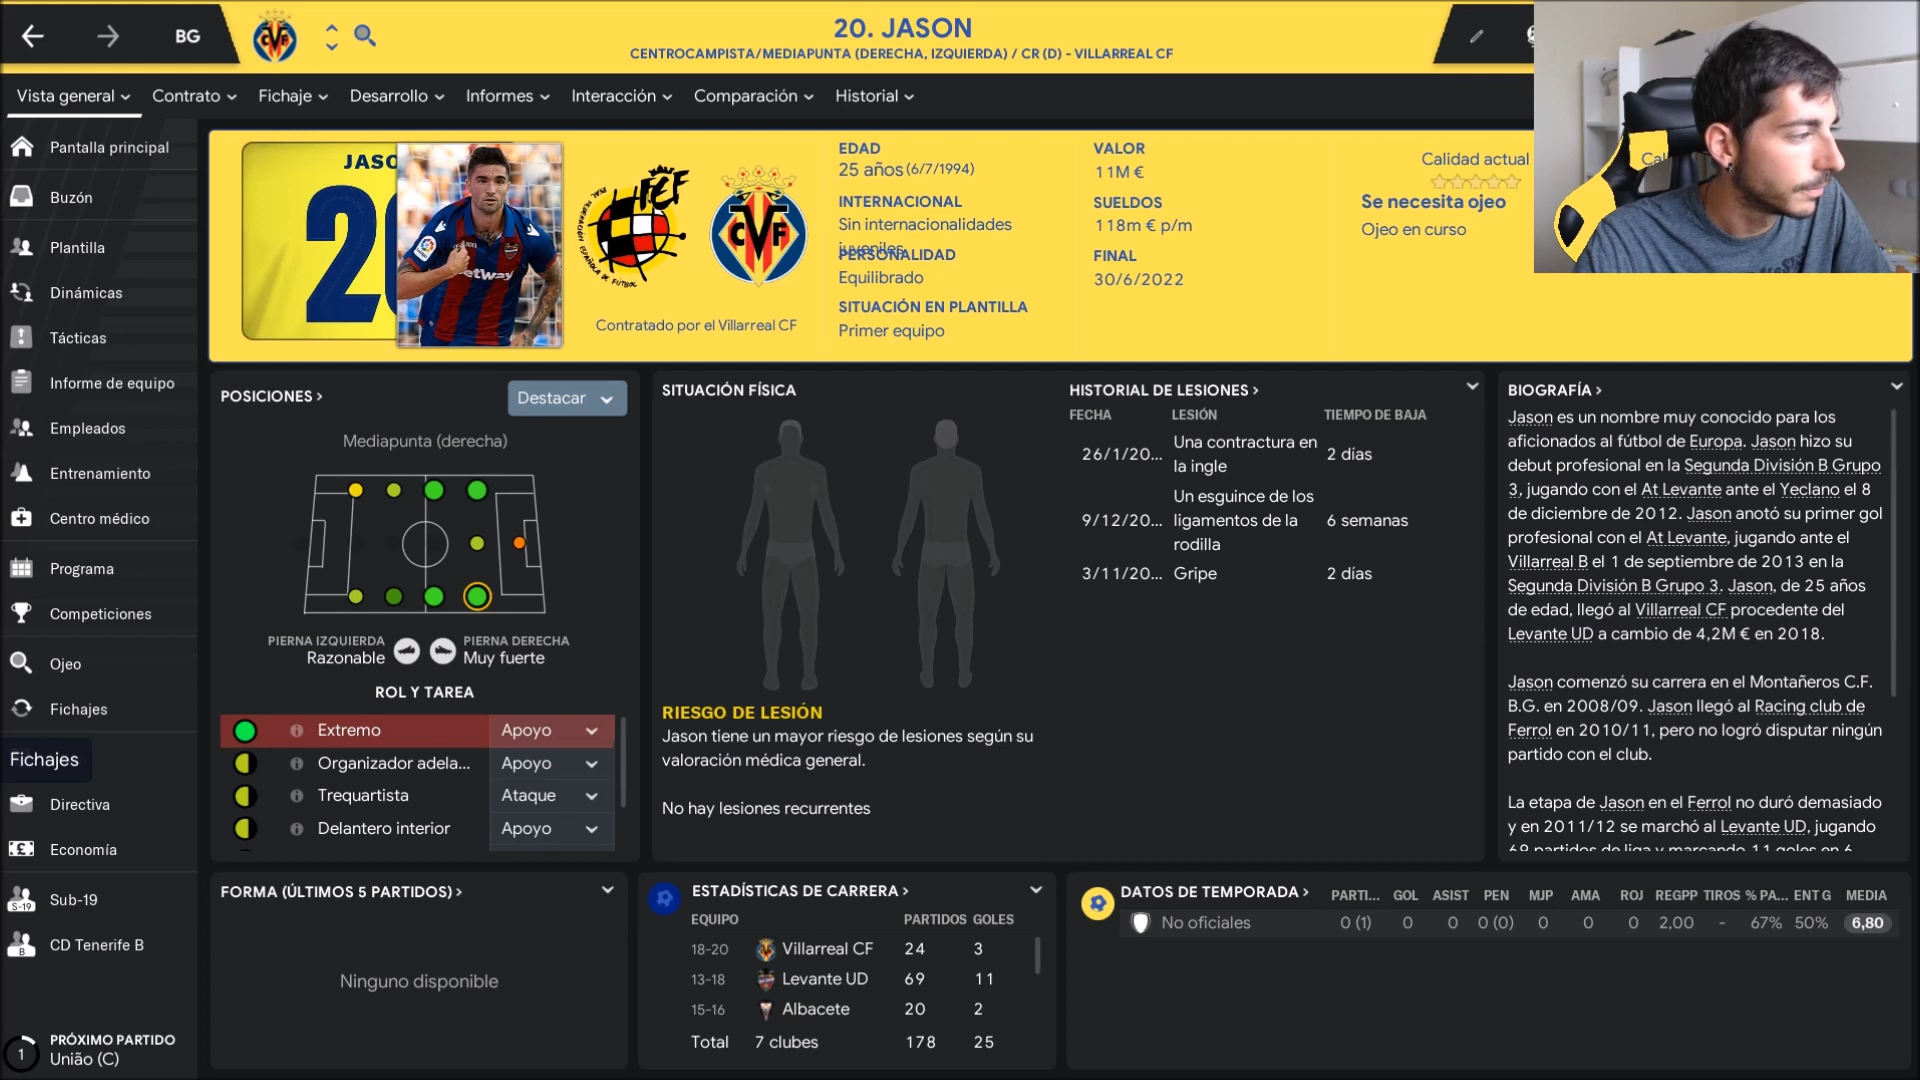 BG
20. JASON
CENTROCAMPISTA/MEDIAPUNTA (DERECHA, IZQUIERDA) / CR (D) - VILLARREAL CF
Vista general
Contrato
Fichaje
Desarrollo
Informes
Interacción
Comparación
Historial
Pantalla principal
Buzón
Plantilla
Dinámicas
Tácticas
Informe de equipo
Empleados
Entrenamiento
Centro médico
Programa
Competiciones
Ojeo
Fichajes
Fichajes
Directiva
Economía
S-19
Sub-19
B
CD Tenerife B
1
PRÓXIMO PARTIDO
União (C)
JASO
20
betway
FCF
CVF
Contratado por el Villarreal CF
EDAD
25 años (6/7/1994)
INTERNACIONAL
Sin internacionalidades
juveniles
PERSONALIDAD
Equilibrado
SITUACIÓN EN PLANTILLA
Primer equipo
VALOR
11M €
SUELDOS
118m € p/m
FINAL
30/6/2022
Calidad actual
Se necesita ojeo
Ojeo en curso
POSICIONES >
Destacar
Mediapunta (derecha)
PIERNA IZQUIERDA
Razonable
PIERNA DERECHA
Muy fuerte
ROL Y TAREA
Extremo Apoyo
Organizador adela... Apoyo
Trequartista Ataque
Delantero interior Apoyo
SITUACIÓN FÍSICA
RIESGO DE LESIÓN
Jason tiene un mayor riesgo de lesiones según su
valoración médica general.
No hay lesiones recurrentes
HISTORIAL DE LESIONES >
FECHA LESIÓN TIEMPO DE BAJA
26/1/20... Una contractura en la ingle 2 días
9/12/20... Un esguince de los ligamentos de la rodilla 6 semanas
3/11/20... Gripe 2 días
BIOGRAFÍA >
Jason es un nombre muy conocido para los
aficionados al fútbol de Europa. Jason hizo su
debut profesional en la Segunda División B Grupo
3, jugando con el At Levante ante el Yeclano el 8
de diciembre de 2012. Jason anotó su primer gol
profesional con el At Levante, jugando ante el
Villarreal B el 1 de septiembre de 2013 en la
Segunda División B Grupo 3. Jason, de 25 años
de edad, llegó al Villarreal CF procedente del
Levante UD a cambio de 4,2M € en 2018.
Jason comenzó su carrera en el Montañeros C.F.
B.G. en 2008/09. Jason llegó al Racing club de
Ferrol en 2010/11, pero no logró disputar ningún
partido con el club.
La etapa de Jason en el Ferrol no duró demasiado
y en 2011/12 se marchó al Levante UD, jugando
69 partidos de liga y marcando 11 goles en 6
FORMA (ÚLTIMOS 5 PARTIDOS) >
Ninguno disponible
ESTADÍSTICAS DE CARRERA >
EQUIPO PARTIDOS GOLES
18-20 Villarreal CF 24 3
13-18 Levante UD 69 11
15-16 Albacete 20 2
Total 7 clubes 178 25
DATOS DE TEMPORADA > PARTI... GOL ASIST PEN MJP AMA ROJ REGPP TIROS % PA... ENT G MEDIA
No oficiales 0 (1) 0 0 0 (0) 0 0 0 2,00 - 67% 50% 6,80